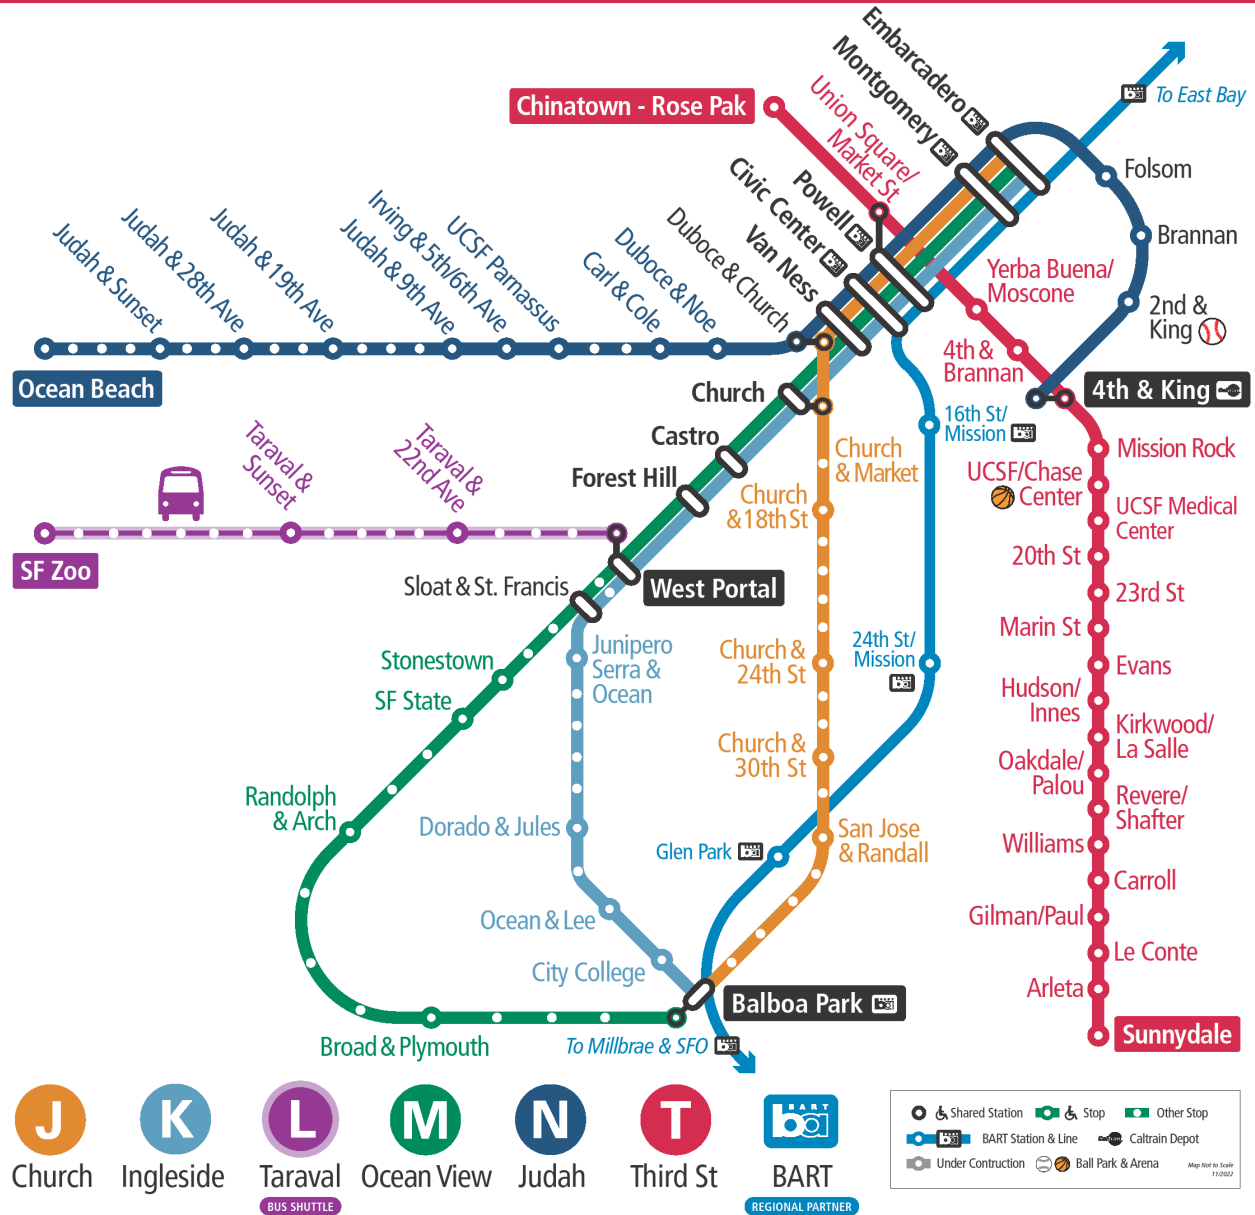 Embarcadero
Montgomery
To East Bay
Chinatown - Rose Pak
Union Square/
Market St
Powell
Civic Center
Van Ness
Folsom
Brannan
2nd &
King
4th & King
Yerba Buena/
Moscone
4th &
Brannan
Judah & Sunset
Judah & 28th Ave
Judah & 19th Ave
Judah & 9th Ave
Irving & 5th/6th Ave
UCSF Parnassus
Carl & Cole
Duboce & Noe
Duboce & Church
Ocean Beach
Church
Castro
Forest Hill
Taraval &
Sunset
Taraval &
22nd Ave
SF Zoo
West Portal
Sloat & St. Francis
Church
& Market
Church
& 18th St
16th St/
Mission
Mission Rock
UCSF/Chase
Center
UCSF Medical
Center
20th St
23rd St
Marin St
Evans
Hudson/
Innes
Kirkwood/
La Salle
Oakdale/
Palou
Revere/
Shafter
Williams
Carroll
Gilman/Paul
Le Conte
Arleta
Sunnydale
Stonestown
SF State
Junipero
Serra &
Ocean
Church &
24th St
24th St/
Mission
Church &
30th St
Randolph
& Arch
Dorado & Jules
San Jose
& Randall
Glen Park
Ocean & Lee
City College
Balboa Park
Broad & Plymouth
To Millbrae & SFO
J
Church
K
Ingleside
L
Taraval
BUS SHUTTLE
M
Ocean View
N
Judah
T
Third St
BART
ba
BART
REGIONAL PARTNER
Shared Station
Stop
Other Stop
BART Station & Line
Caltrain Depot
Under Contruction
Ball Park & Arena
Map Not to Scale
11/2022